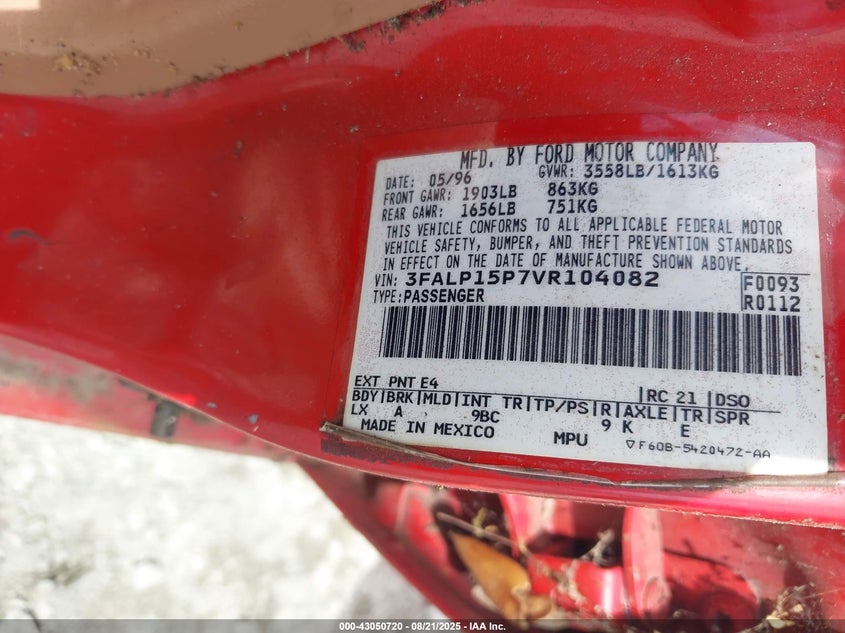 MFD. BY FORD MOTOR COMPANY
DATE: 05/96 GVWR: 3558LB/1613KG
FRONT GAWR: 1903LB 863KG
REAR GAWR: 1656LB 751KG
THIS VEHICLE CONFORMS TO ALL APPLICABLE FEDERAL MOTOR
VEHICLE SAFETY, BUMPER, AND THEFT PREVENTION STANDARDS
IN EFFECT ON THE DATE OF MANUFACTURE SHOWN ABOVE.
VIN: 3FALP15P7VR104082 F0093
TYPE: PASSENGER R0112
EXT PNT E4 RC 21 DSO
BDY BRK MLD INT TR TP/PS R AXLE TR SPR
LX A 9BC 9 K E
MADE IN MEXICO MPU ▽F60B-5420472-AA
000-43050720 - 08/21/2025 - IAA Inc.